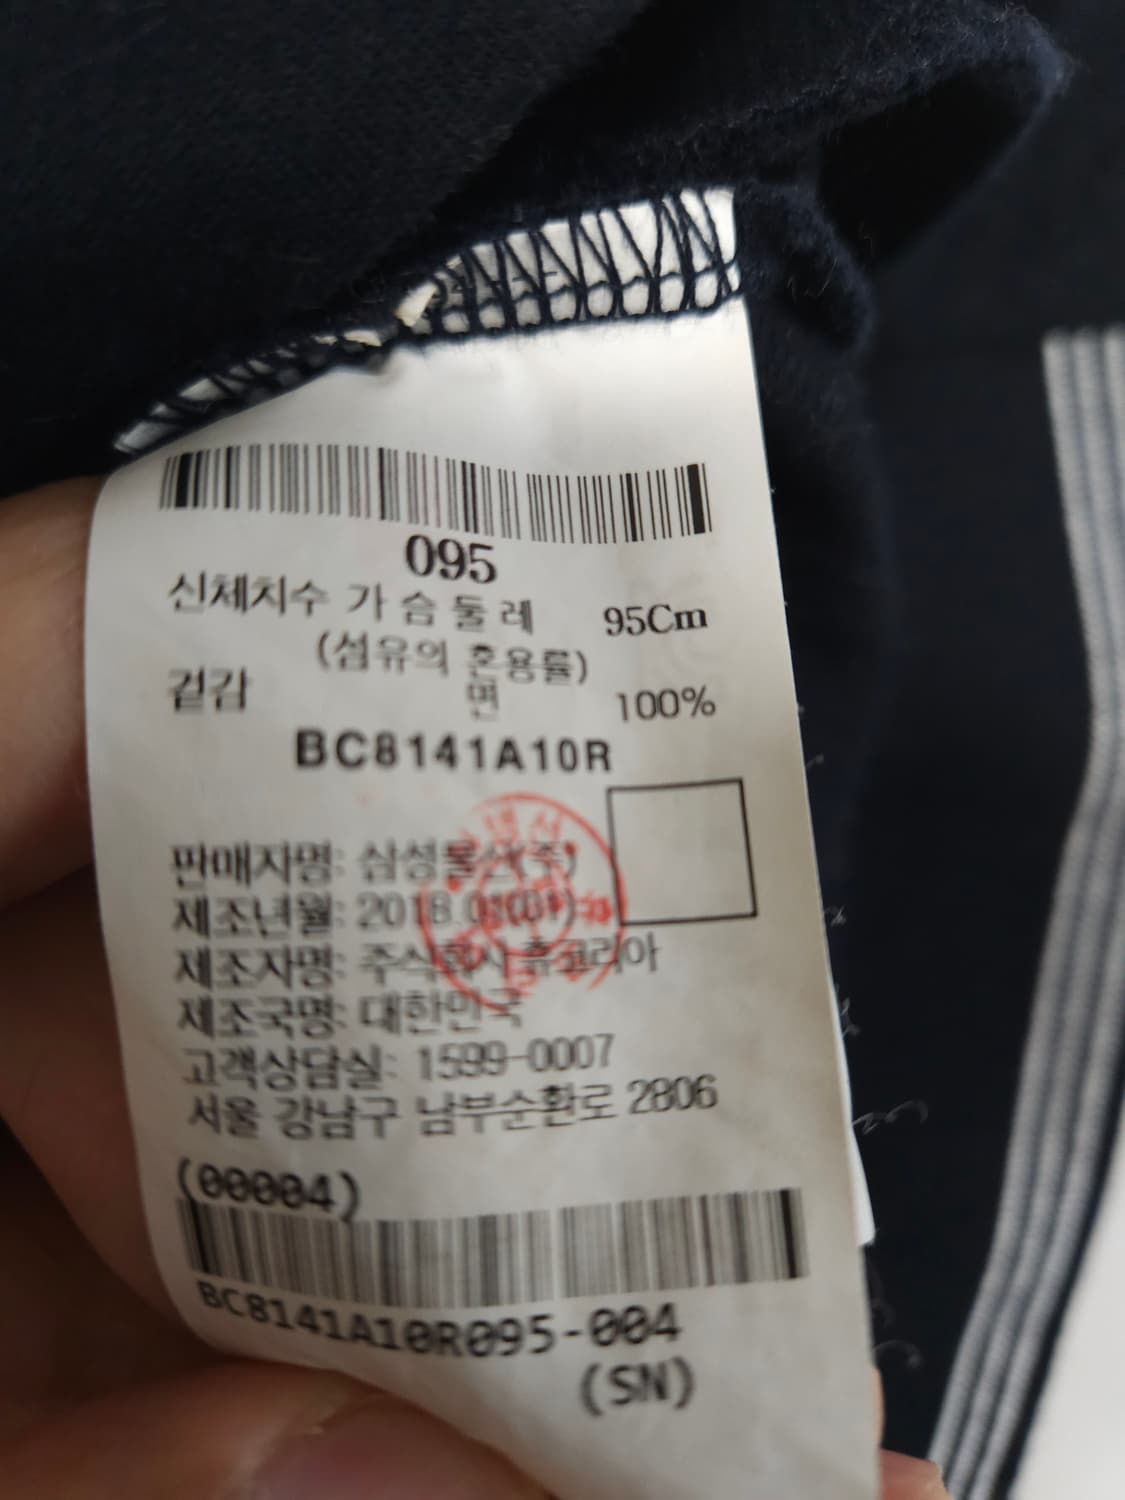 095
신체치수 가슴둘레 95Cm
(섬유의 혼용률)
겉감 면 100%
BC8141A10R
판매자명: 삼성물산(주)
제조년월: 2018.01(01)
제조자명: 주식회사 휴코리아
제조국명: 대한민국
고객상담실: 1599-0007
서울 강남구 남부순환로 2806
(00004)
BC8141A10R095-004
(SN)